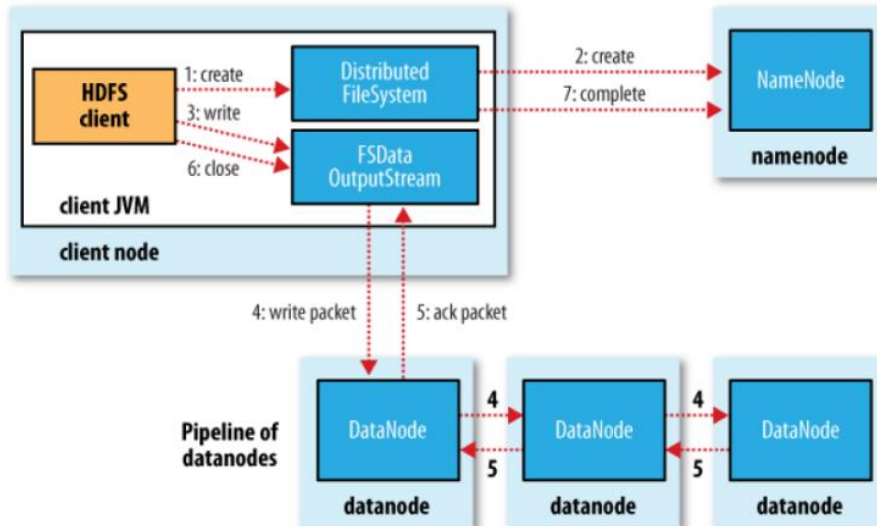 1: create
Distributed
FileSystem
2: create
7: complete
NameNode
namenode
HDFS
client
3: write
6: close
FSData
OutputStream
client JVM
client node
4: write packet
5: ack packet
Pipeline of
datanodes
DataNode
4
5
DataNode
4
5
DataNode
datanode
datanode
datanode